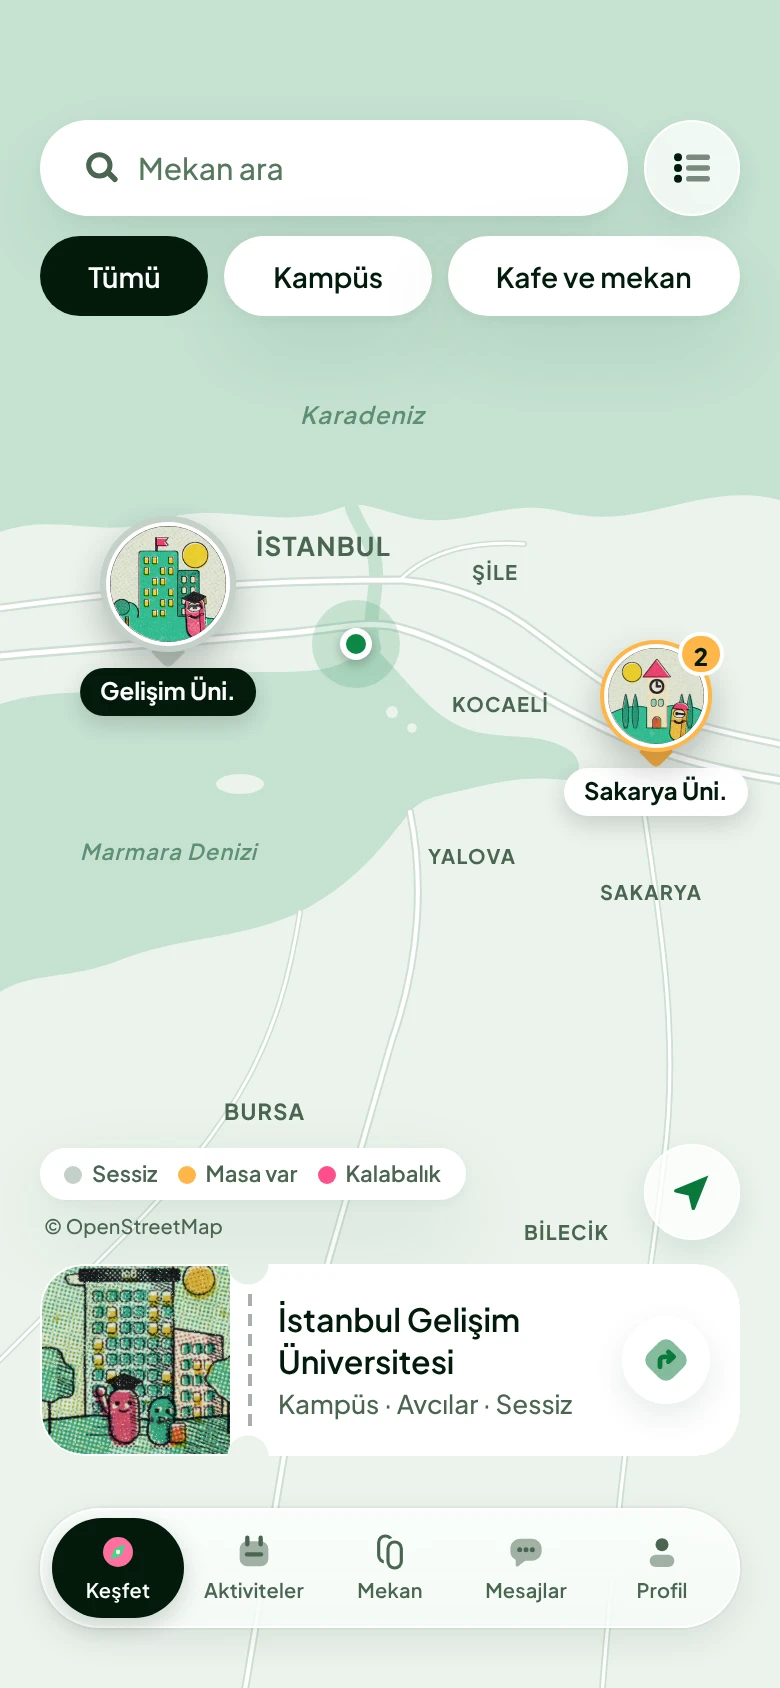 Mekan ara
Tümü
Kampüs
Kafe ve mekan
Karadeniz
İSTANBUL
ŞİLE
2
Gelişim Üni.
KOCAELİ
Sakarya Üni.
Marmara Denizi
YALOVA
SAKARYA
BURSA
Sessiz
Masa var
Kalabalık
© OpenStreetMap
BİLECİK
İstanbul Gelişim
Üniversitesi
Kampüs · Avcılar · Sessiz
Keşfet
Aktiviteler
Mekan
Mesajlar
Profil